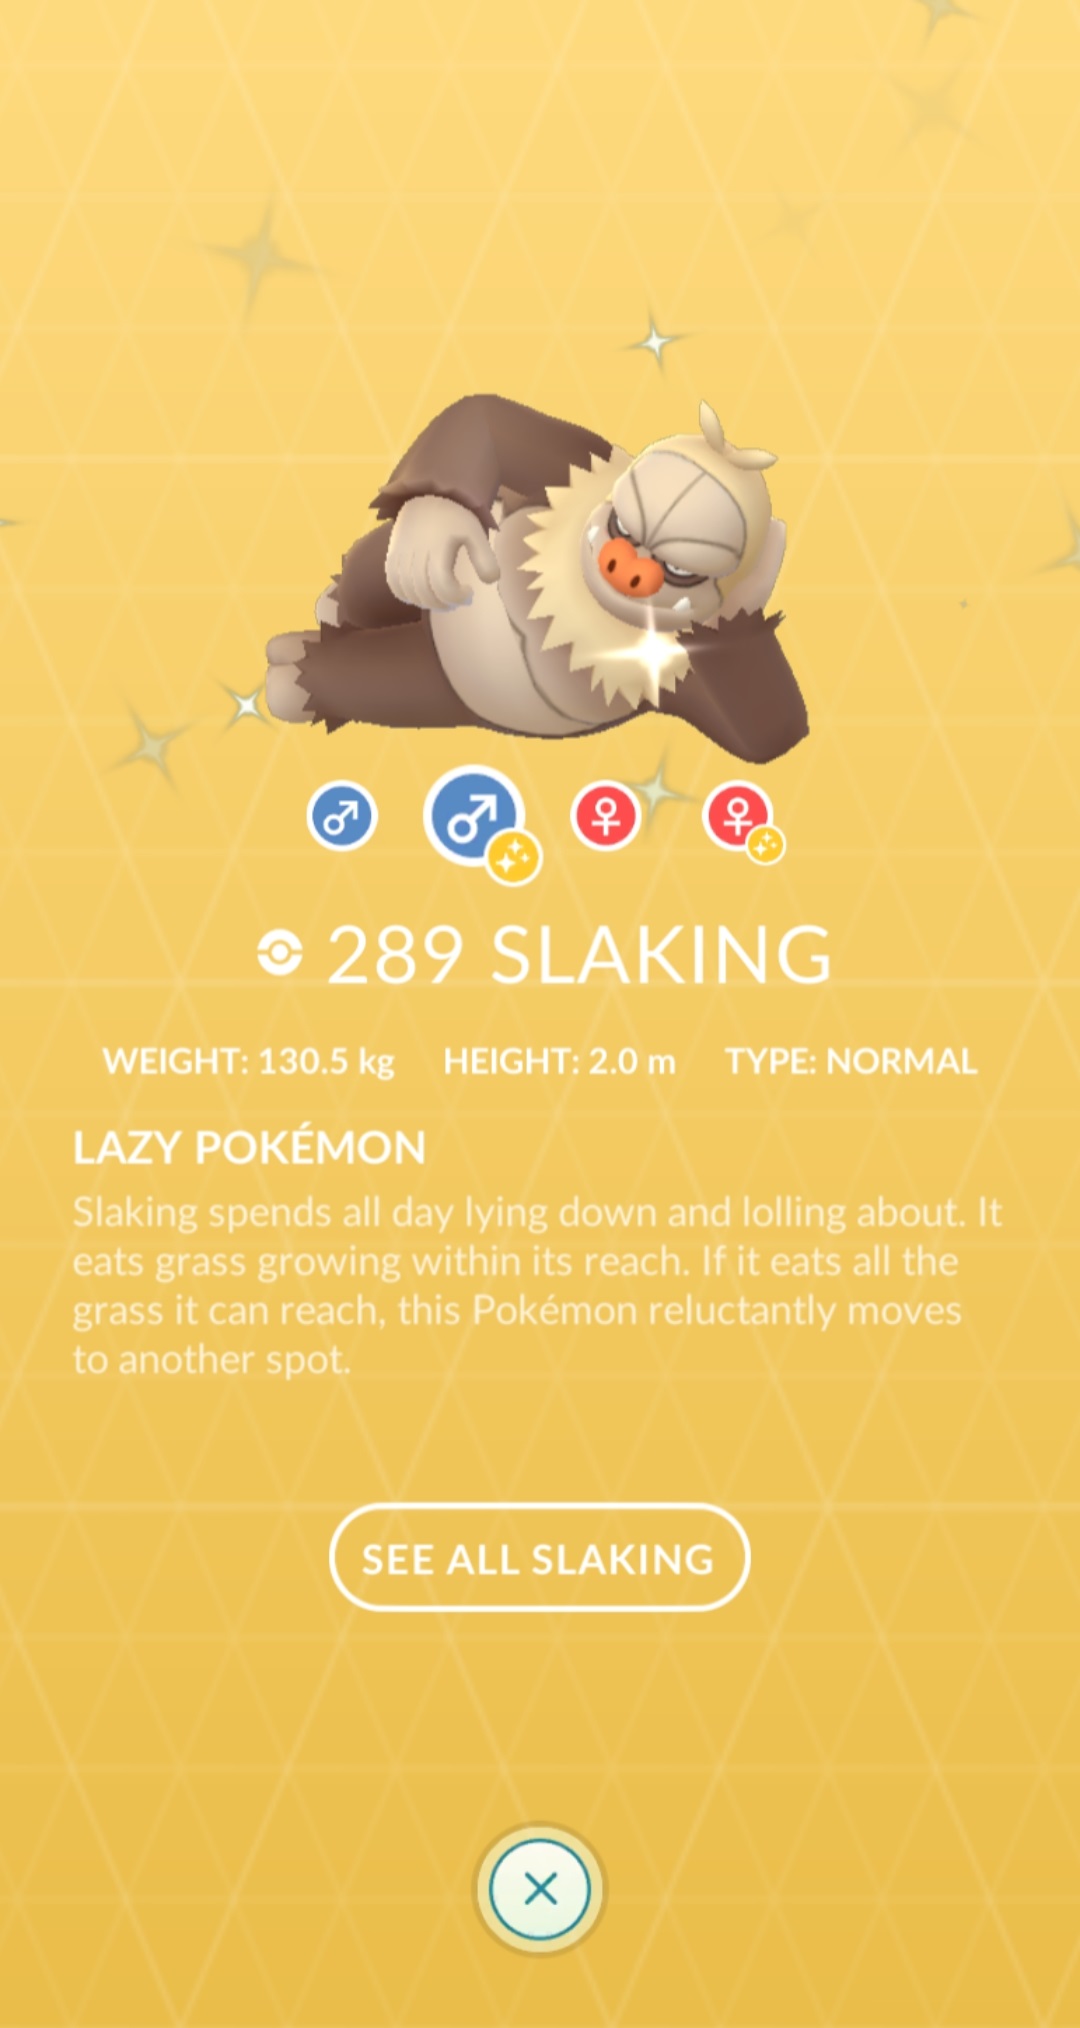 289 SLAKING
WEIGHT: 130.5 kg HEIGHT: 2.0 m TYPE: NORMAL
LAZY POKÉMON
Slaking spends all day lying down and lolling about. It
eats grass growing within its reach. If it eats all the
grass it can reach, this Pokémon reluctantly moves
to another spot.
SEE ALL SLAKING